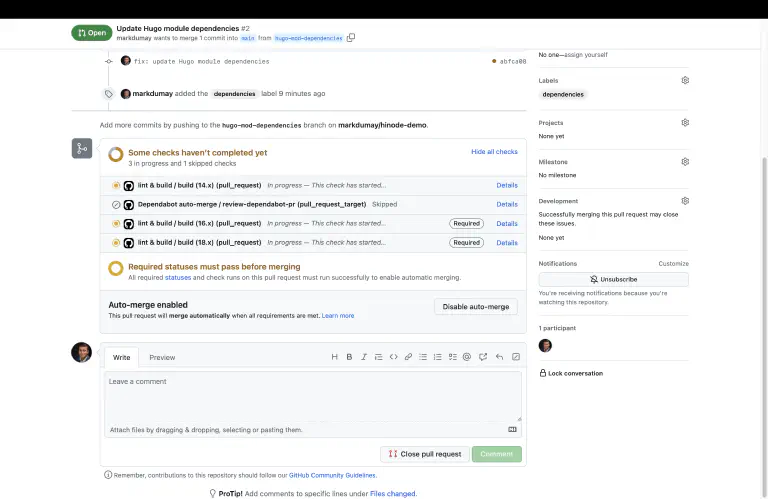 Open
Update Hugo module dependencies #2
markdumay wants to merge 1 commit into main from hugo-mod-dependencies
fix: update Hugo module dependencies
abfca08
markdumay added the dependencies label 9 minutes ago
Add more commits by pushing to the hugo-mod-dependencies branch on markdumay/hinode-demo.
Some checks haven't completed yet
3 in progress and 1 skipped checks
Hide all checks
lint & build / build (14.x) (pull_request) In progress — This check has started... Details
Dependabot auto-merge / review-dependabot-pr (pull_request_target) Skipped Details
lint & build / build (16.x) (pull_request) In progress — This check has started... Required Details
lint & build / build (18.x) (pull_request) In progress — This check has started... Required Details
Required statuses must pass before merging
All required statuses and check runs on this pull request must run successfully to enable automatic merging.
Auto-merge enabled
This pull request will merge automatically when all requirements are met. Learn more
Disable auto-merge
Write Preview
Leave a comment
Attach files by dragging & dropping, selecting or pasting them.
Close pull request Comment
Remember, contributions to this repository should follow our GitHub Community Guidelines.
ProTip! Add comments to specific lines under Files changed.
No one—assign yourself
Labels
dependencies
Projects
None yet
Milestone
No milestone
Development
Successfully merging this pull request may close
these issues.
None yet
Notifications Customize
Unsubscribe
You're receiving notifications because you're
watching this repository.
1 participant
Lock conversation